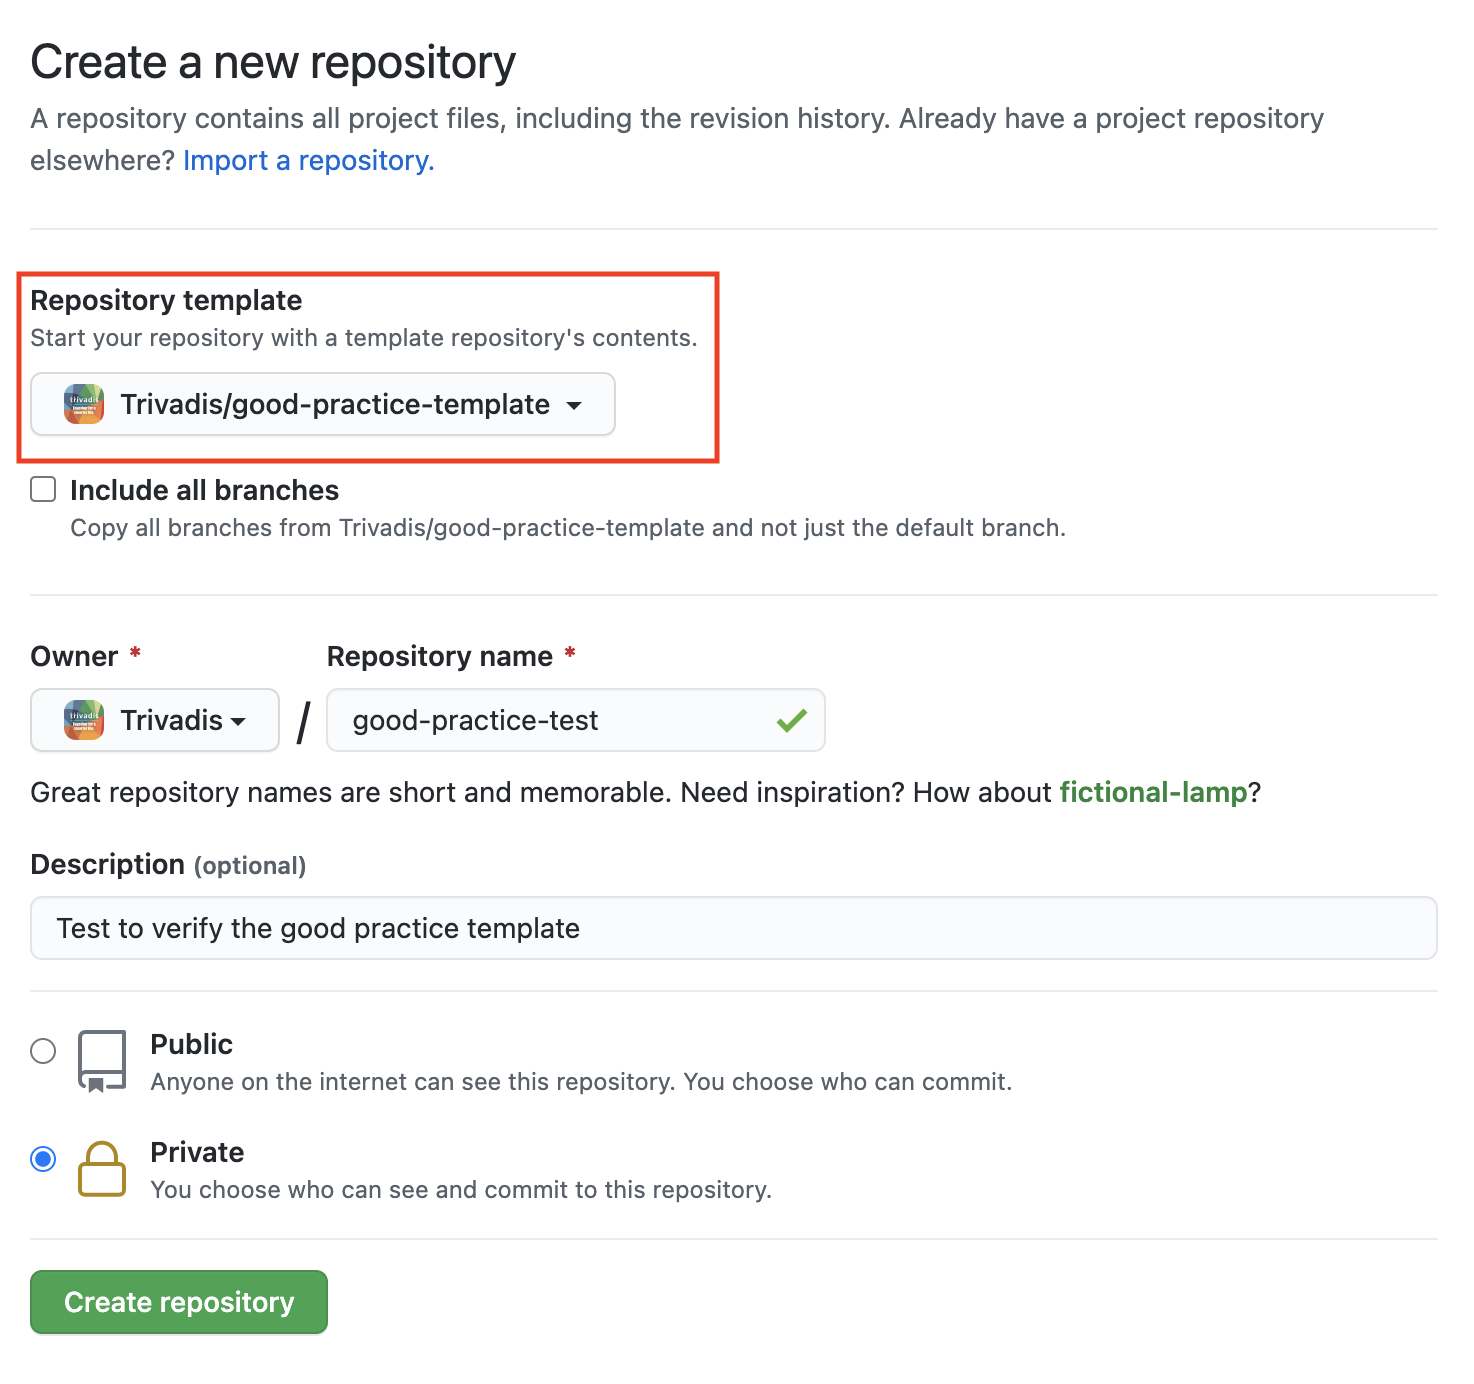 Create a new repository
A repository contains all project files, including the revision history. Already have a project repository
elsewhere? Import a repository.
Repository template
Start your repository with a template repository's contents.
trivadis
Trivadis/good-practice-template
Include all branches
Copy all branches from Trivadis/good-practice-template and not just the default branch.
Owner *
Repository name *
trivadis
Trivadis
/
good-practice-test
Great repository names are short and memorable. Need inspiration? How about fictional-lamp?
Description (optional)
Test to verify the good practice template
Public
Anyone on the internet can see this repository. You choose who can commit.
Private
You choose who can see and commit to this repository.
Create repository